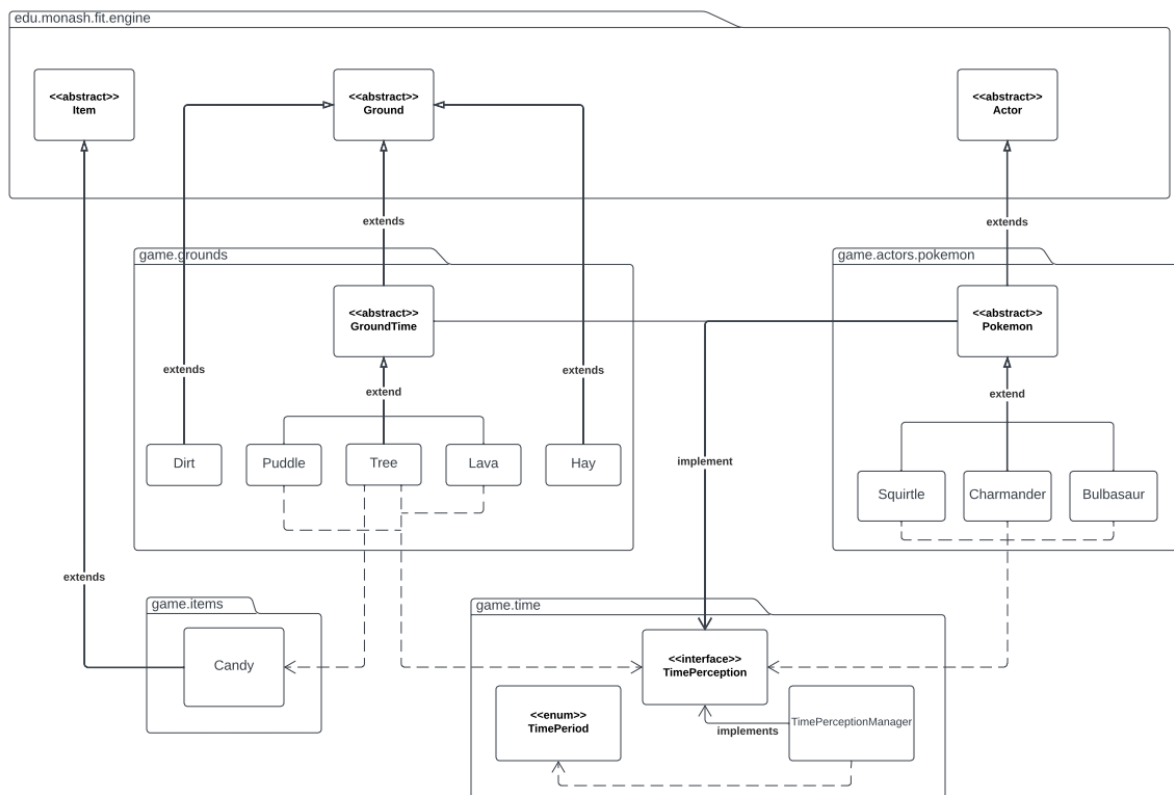 edu.monash.fit.engine
<<abstract>>
Item
<<abstract>>
Ground
<<abstract>>
Actor
extends
extends
game.grounds
game.actors.pokemon
<<abstract>>
GroundTime
<<abstract>>
Pokemon
extends
extends
extend
extend
Dirt
Puddle
Tree
Lava
Hay
implement
Squirtle
Charmander
Bulbasaur
extends
game.items
game.time
Candy
<<interface>>
TimePerception
<<enum>>
TimePeriod
TimePerceptionManager
implements